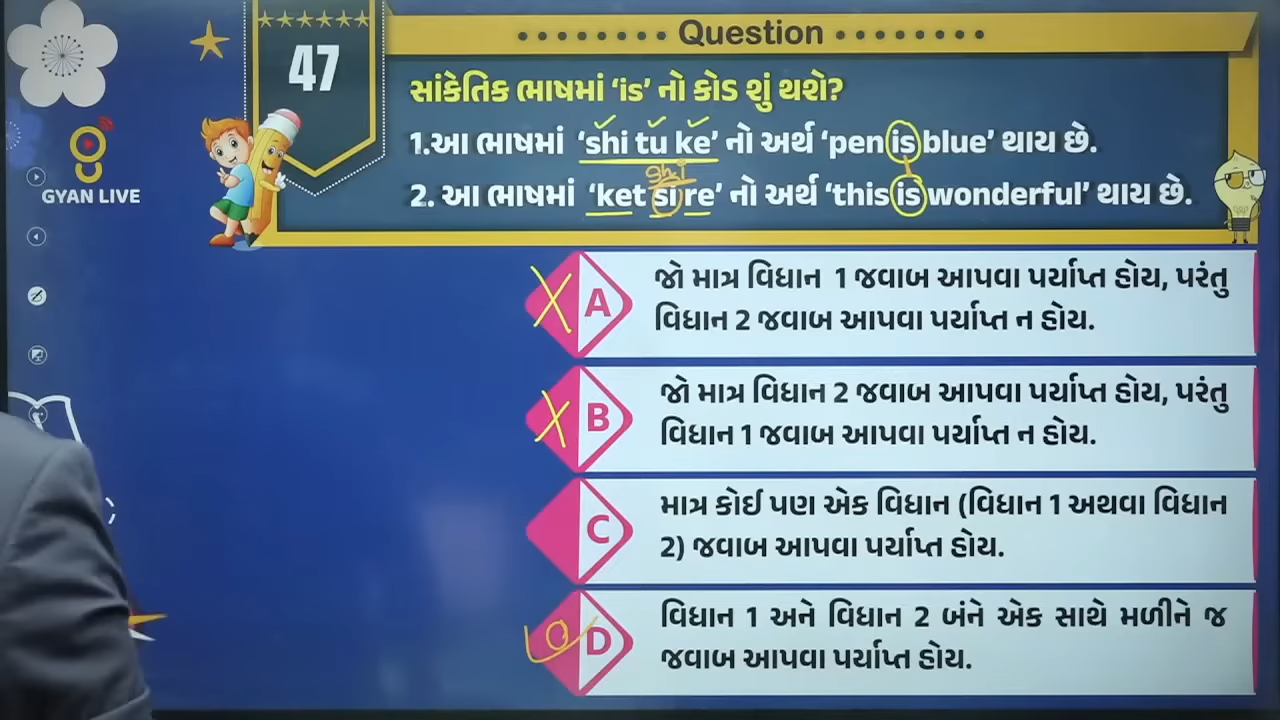 Question
47
સાંકેતિક ભાષમાં ‘is’ નો કોડ શું થશે?
1.આ ભાષમાં ‘shi tu ke’ નો અર્થ ‘pen is blue’ થાય છે.
shi
2. આ ભાષમાં ‘ket si re’ નો અર્થ ‘this is wonderful’ થાય છે.
GYAN LIVE
A
જો માત્ર વિધાન 1 જવાબ આપવા પર્યાપ્ત હોય, પરંતુ
વિધાન 2 જવાબ આપવા પર્યાપ્ત ન હોય.
B
જો માત્ર વિધાન 2 જવાબ આપવા પર્યાપ્ત હોય, પરંતુ
વિધાન 1 જવાબ આપવા પર્યાપ્ત ન હોય.
C
માત્ર કોઈ પણ એક વિધાન (વિધાન 1 અથવા વિધાન
2) જવાબ આપવા પર્યાપ્ત હોય.
D
વિધાન 1 અને વિધાન 2 બંને એક સાથે મળીને જ
જવાબ આપવા પર્યાપ્ત હોય.